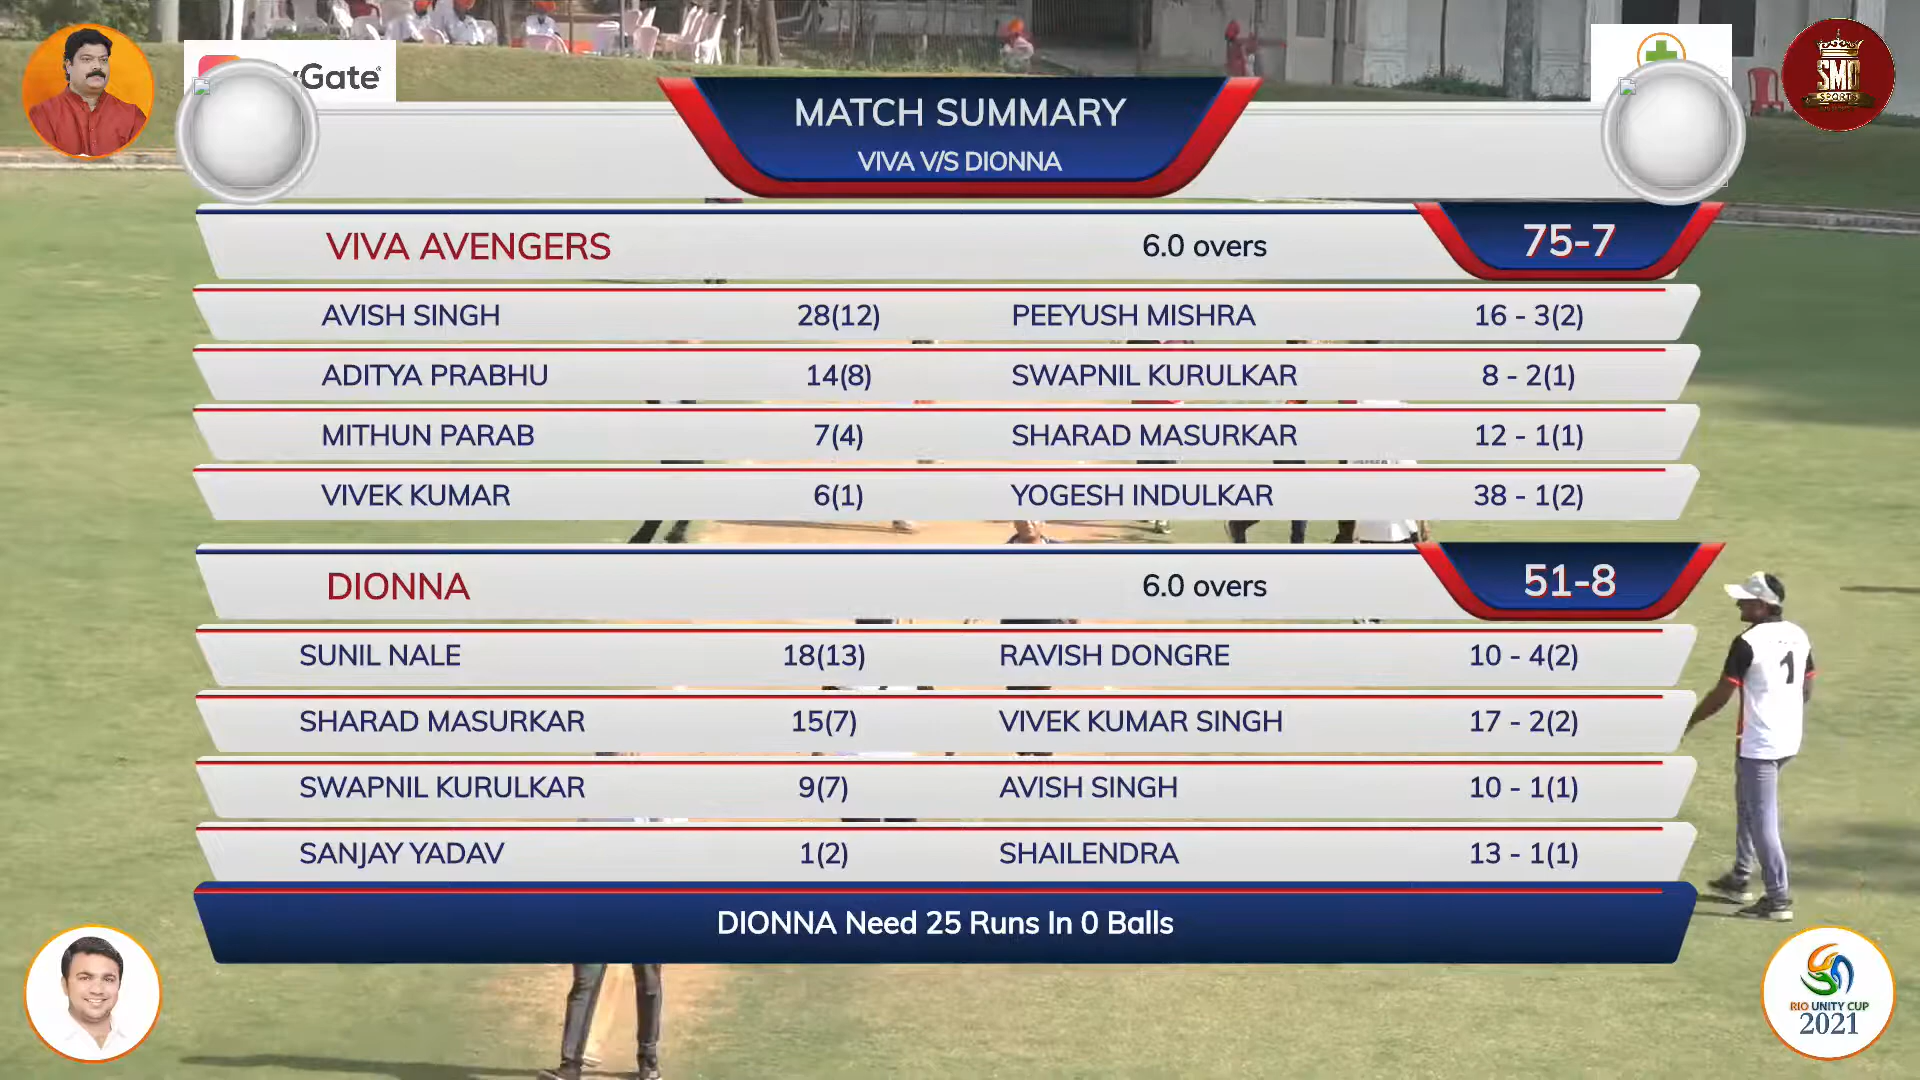 yGate
SMC
SPORTS
MATCH SUMMARY
VIVA V/S DIONNA
VIVA AVENGERS 6.0 overs 75-7
AVISH SINGH 28(12) PEEYUSH MISHRA 16 - 3(2)
ADITYA PRABHU 14(8) SWAPNIL KURULKAR 8 - 2(1)
MITHUN PARAB 7(4) SHARAD MASURKAR 12 - 1(1)
VIVEK KUMAR 6(1) YOGESH INDULKAR 38 - 1(2)
DIONNA 6.0 overs 51-8
SUNIL NALE 18(13) RAVISH DONGRE 10 - 4(2)
SHARAD MASURKAR 15(7) VIVEK KUMAR SINGH 17 - 2(2)
SWAPNIL KURULKAR 9(7) AVISH SINGH 10 - 1(1)
SANJAY YADAV 1(2) SHAILENDRA 13 - 1(1)
DIONNA Need 25 Runs In 0 Balls
1
RIO UNITY CUP
2021